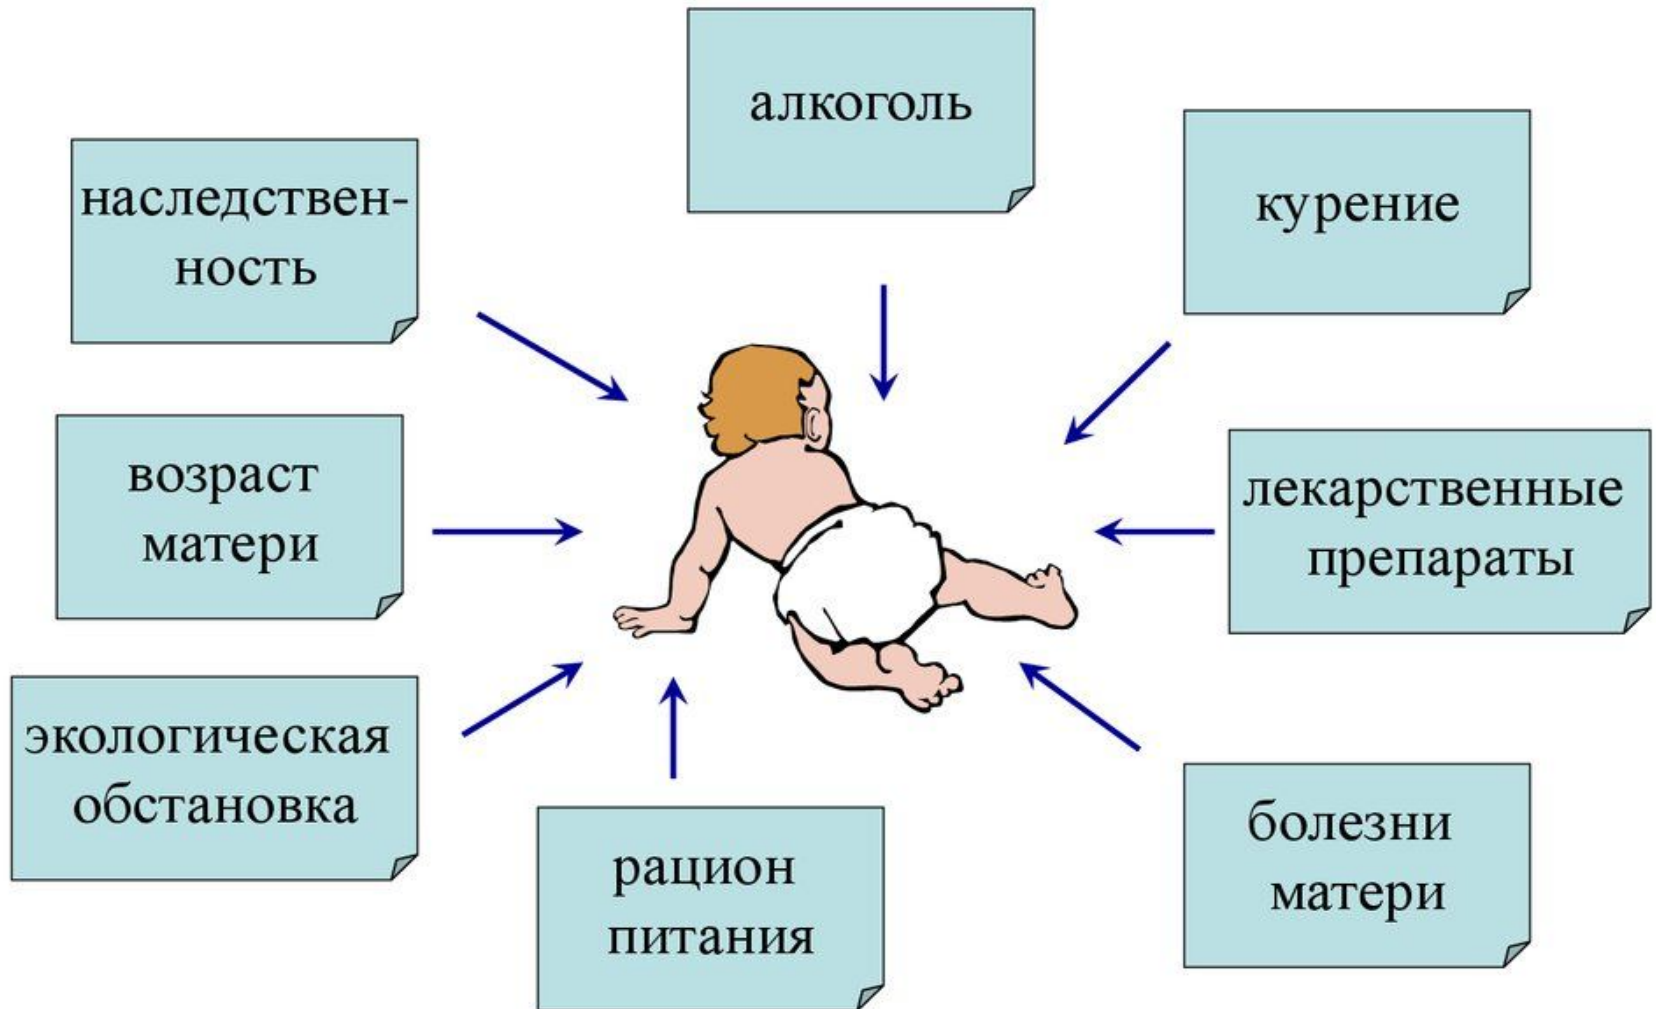 алкоголь
наследствен-
ность
курение
возраст
матери
лекарственные
препараты
экологическая
обстановка
рацион
питания
болезни
матери